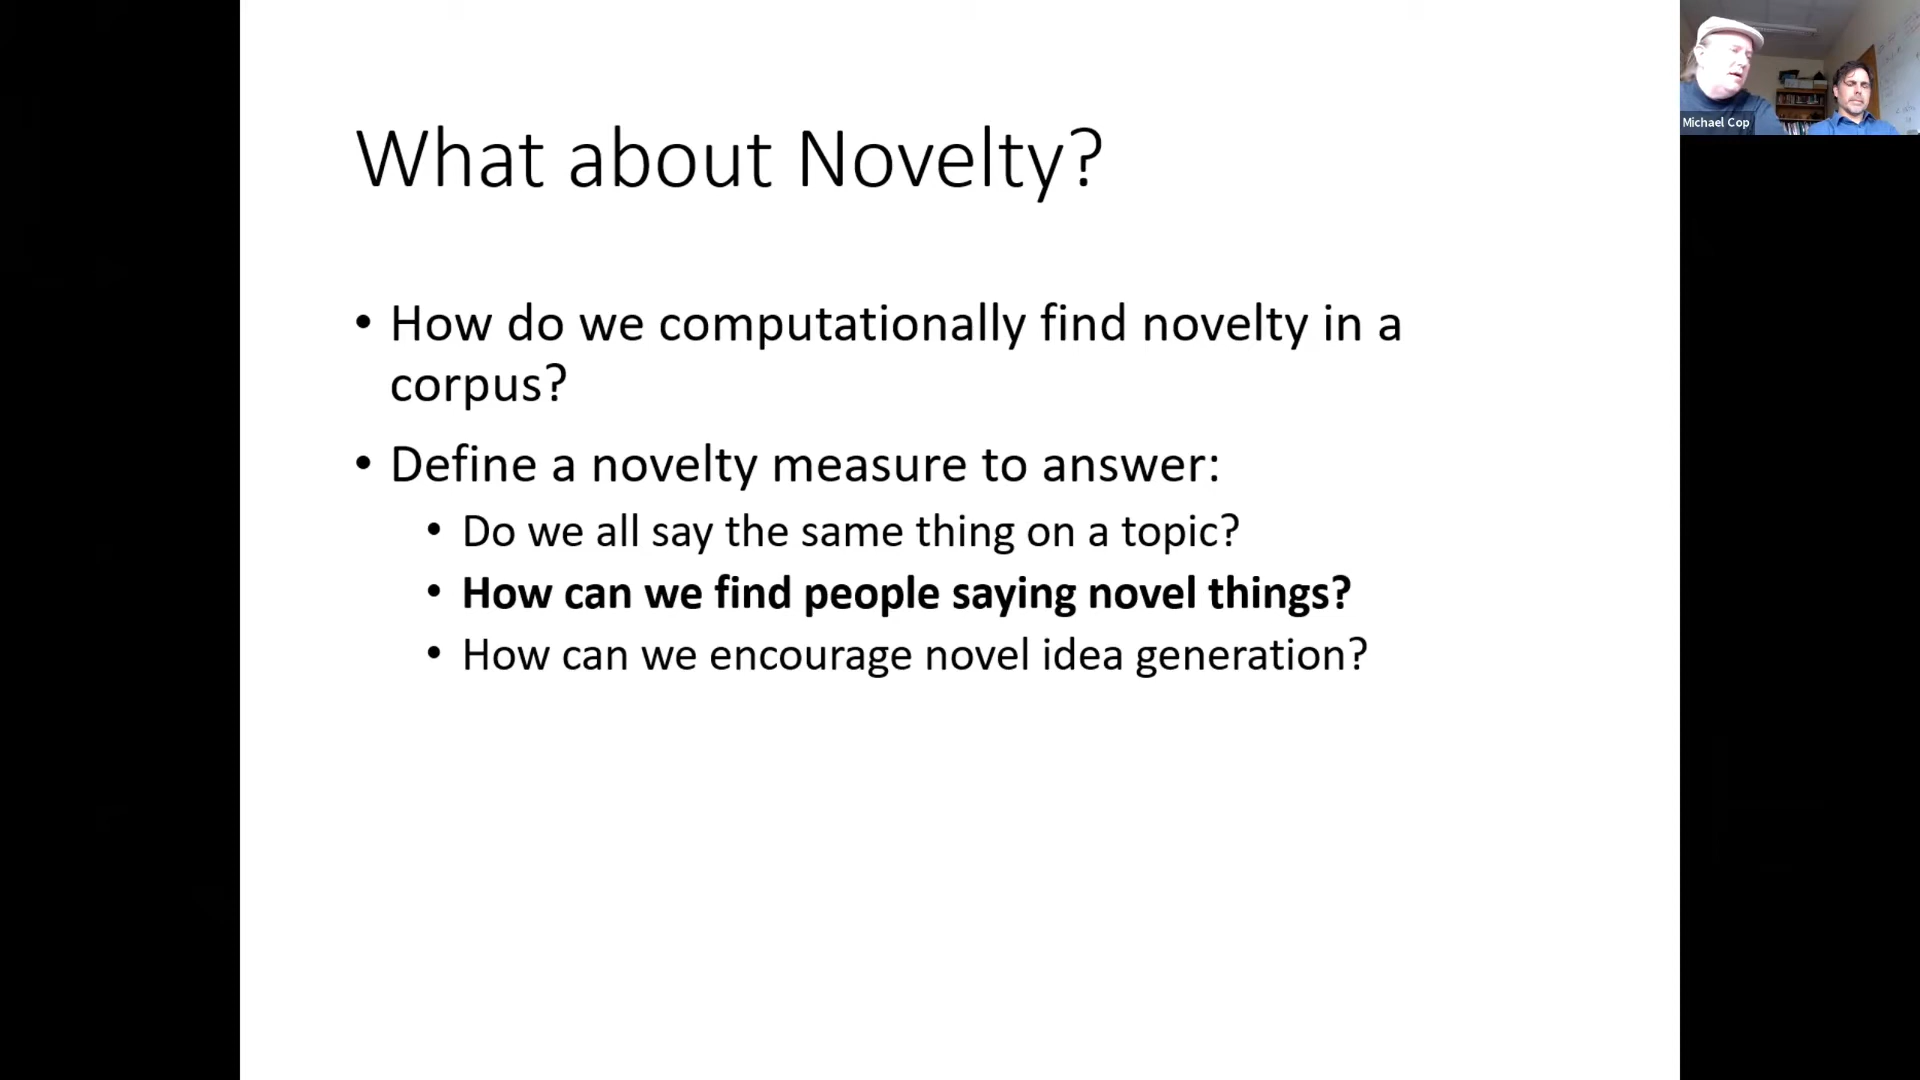 What about Novelty?
• How do we computationally find novelty in a
corpus?
• Define a novelty measure to answer:
• Do we all say the same thing on a topic?
• How can we find people saying novel things?
• How can we encourage novel idea generation?
Michael Cop